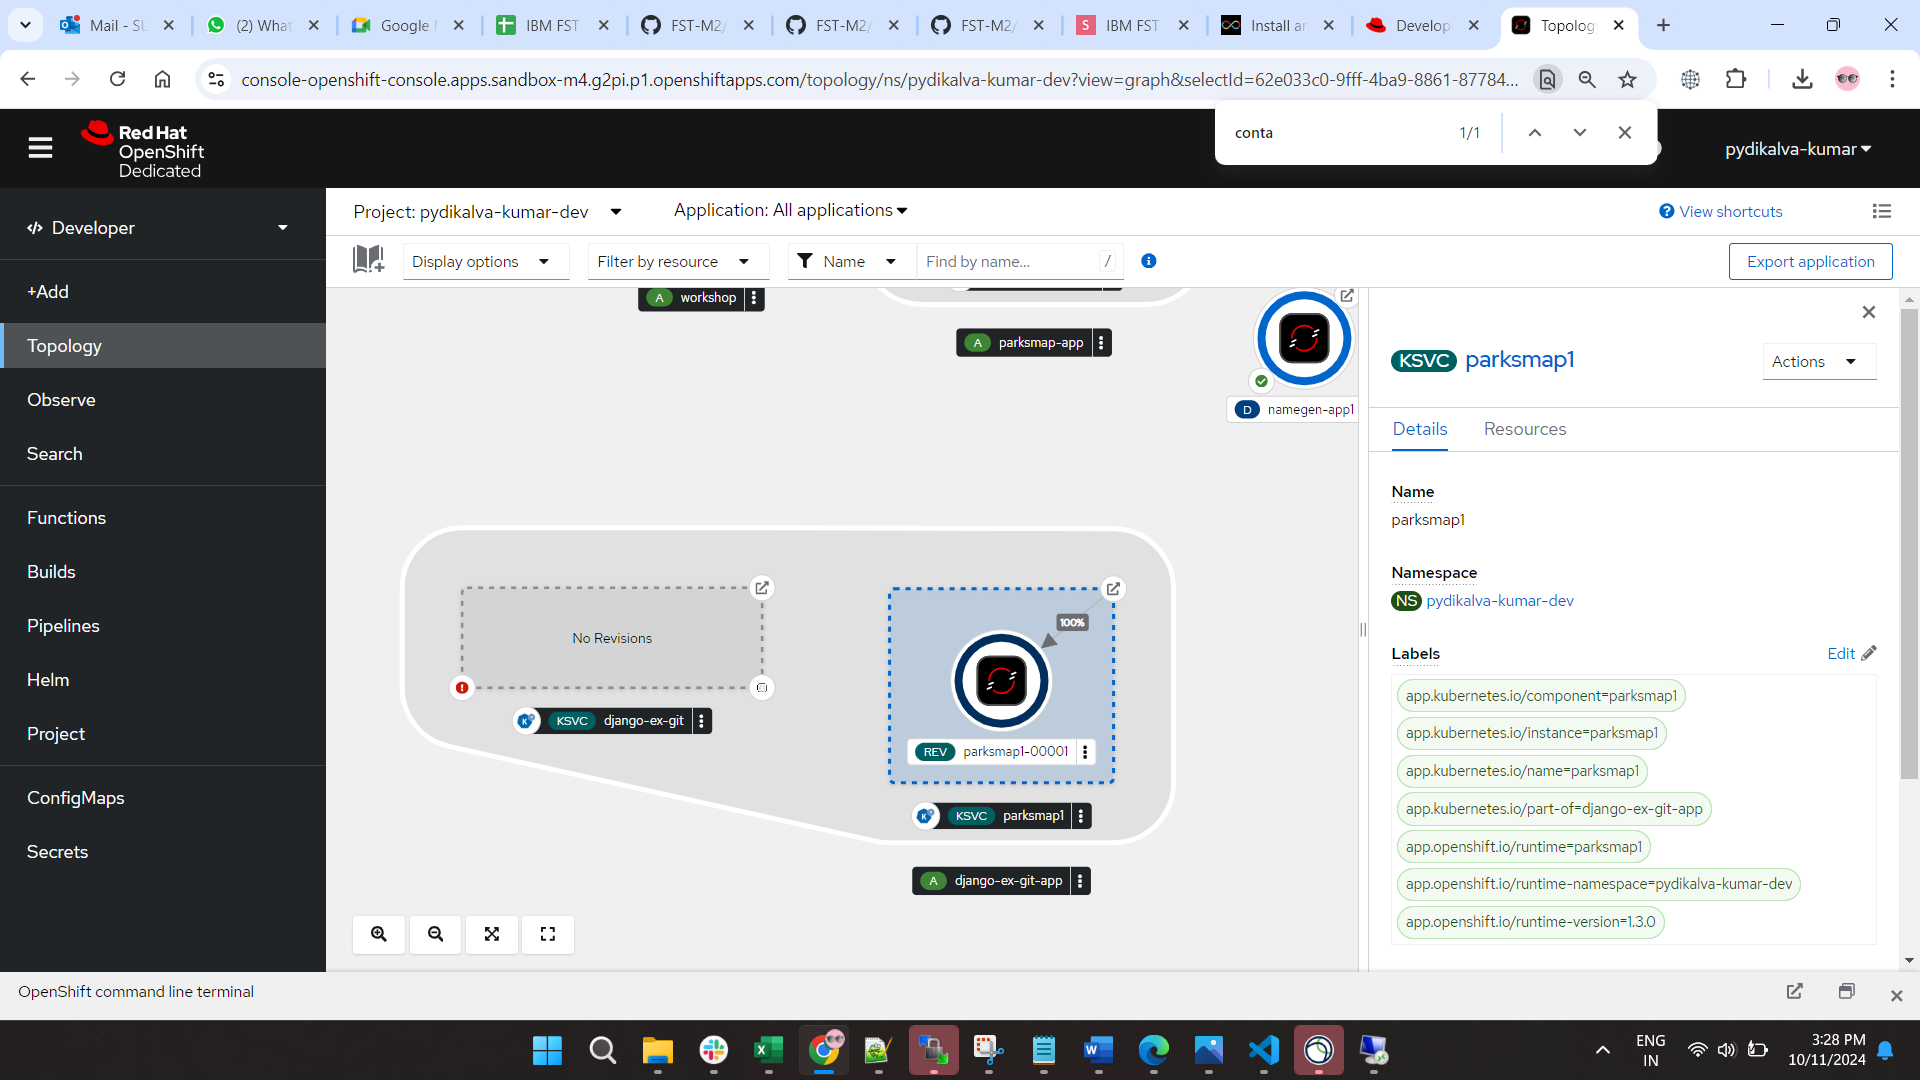 Mail - SU
(2) What
Google M
IBM FST
FST-M2/
FST-M2/
FST-M2/
IBM FST
Install an
Develop
Topolog
console-openshift-console.apps.sandbox-m4.g2pi.p1.openshiftapps.com/topology/ns/pydikalva-kumar-dev?view=graph&selectId=62e033c0-9fff-4ba9-8861-87784...
conta
1/1
Red Hat
OpenShift
Dedicated
pydikalva-kumar
Developer
Project: pydikalva-kumar-dev
Application: All applications
View shortcuts
Display options
Filter by resource
Name
Find by name...
/
Export application
+Add
Topology
Observe
Search
Functions
Builds
Pipelines
Helm
Project
ConfigMaps
Secrets
A workshop
A parksmap-app
D namegen-app1
No Revisions
KSVC django-ex-git
100%
REV parksmap1-00001
KSVC parksmap1
A django-ex-git-app
KSVC parksmap1
Actions
Details
Resources
Name
parksmap1
Namespace
NS pydikalva-kumar-dev
Labels
Edit
app.kubernetes.io/component=parksmap1
app.kubernetes.io/instance=parksmap1
app.kubernetes.io/name=parksmap1
app.kubernetes.io/part-of=django-ex-git-app
app.openshift.io/runtime=parksmap1
app.openshift.io/runtime-namespace=pydikalva-kumar-dev
app.openshift.io/runtime-version=1.3.0
OpenShift command line terminal
ENG
IN
3:28 PM
10/11/2024